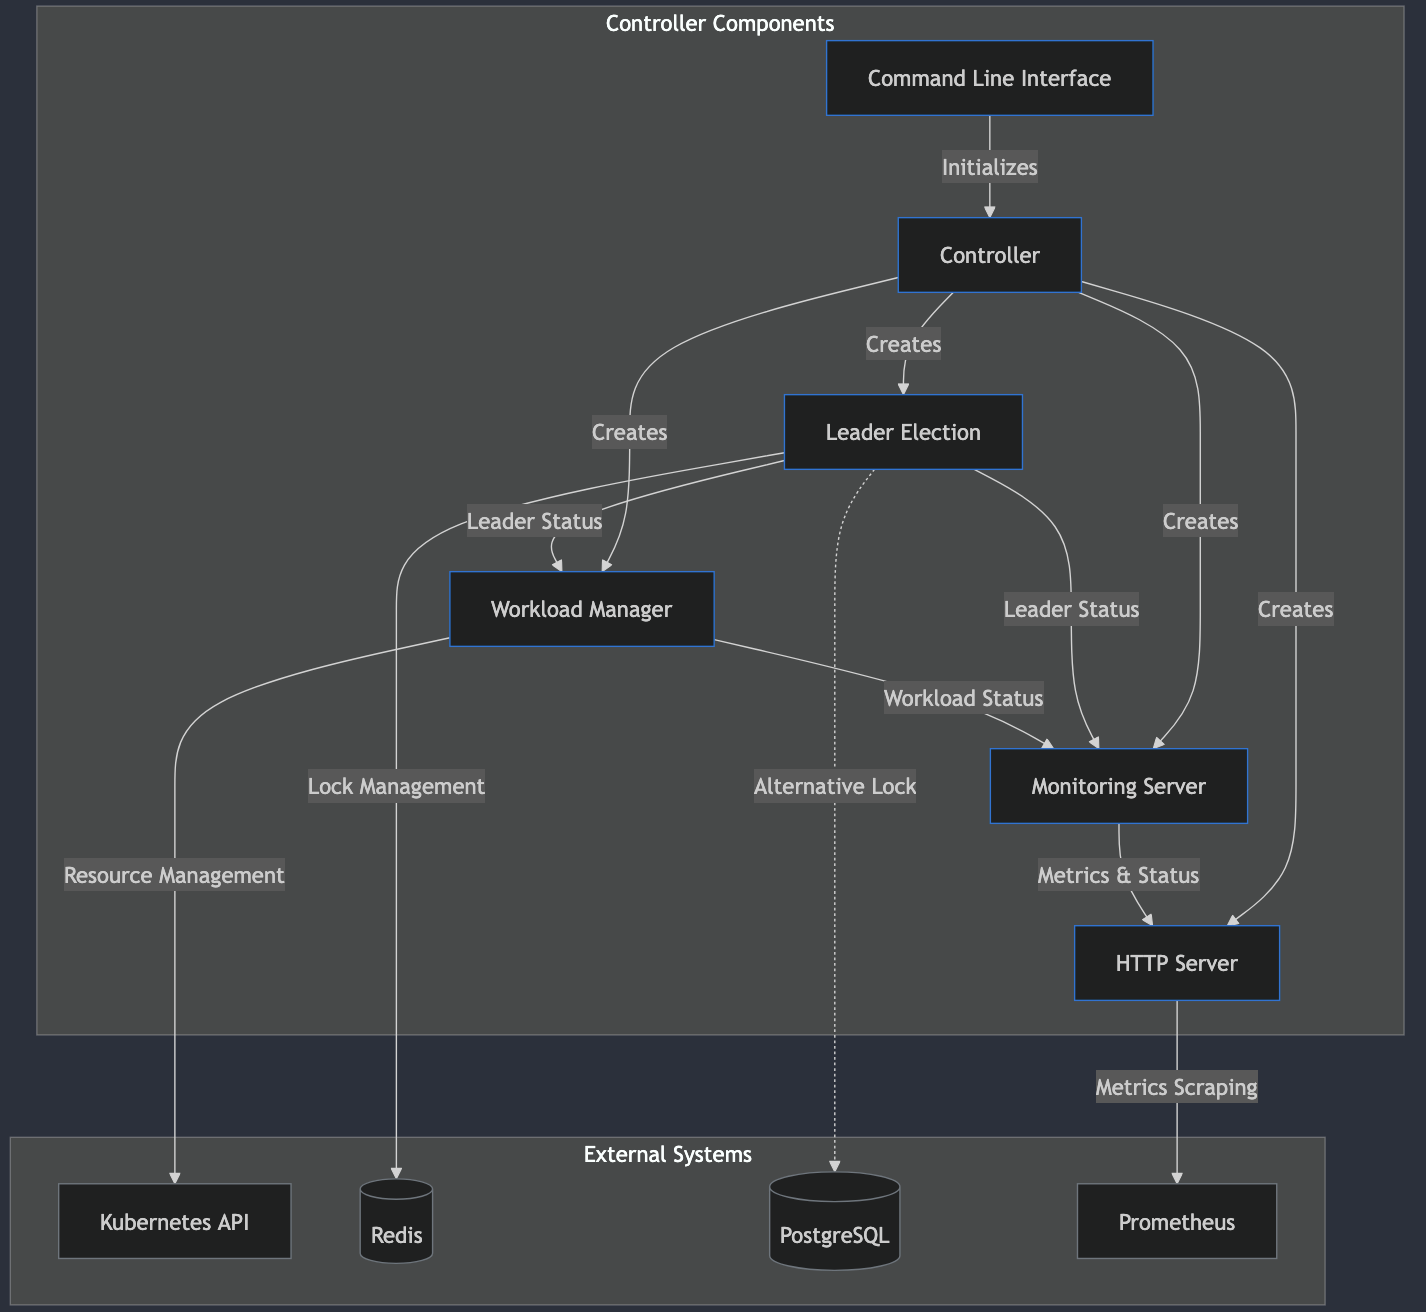 Controller Components
Command Line Interface
Initializes
Controller
Creates
Creates
Leader Election
Leader Status
Creates
Workload Manager
Leader Status
Creates
Workload Status
Lock Management
Alternative Lock
Monitoring Server
Resource Management
Metrics & Status
HTTP Server
Metrics Scraping
External Systems
Kubernetes API
Redis
PostgreSQL
Prometheus